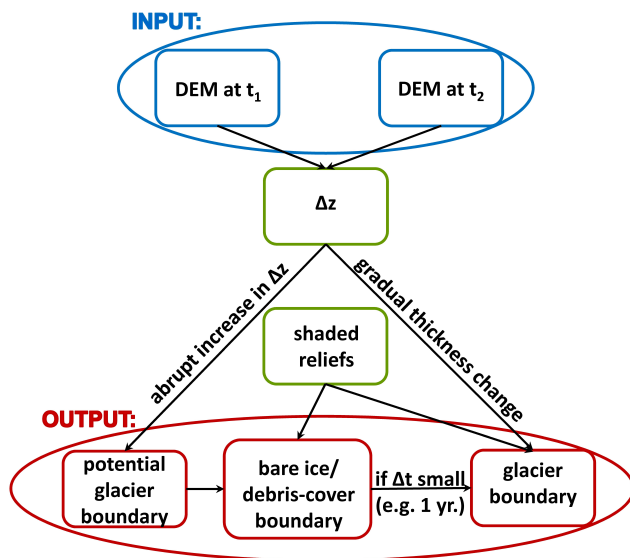 INPUT:
DEM at t₁
DEM at t₂
Δz
abrupt increase in Δz
gradual thickness change
shaded
reliefs
OUTPUT:
potential
glacier
boundary
bare ice/
debris-cover
boundary
if Δt small
(e.g. 1 yr.)
glacier
boundary